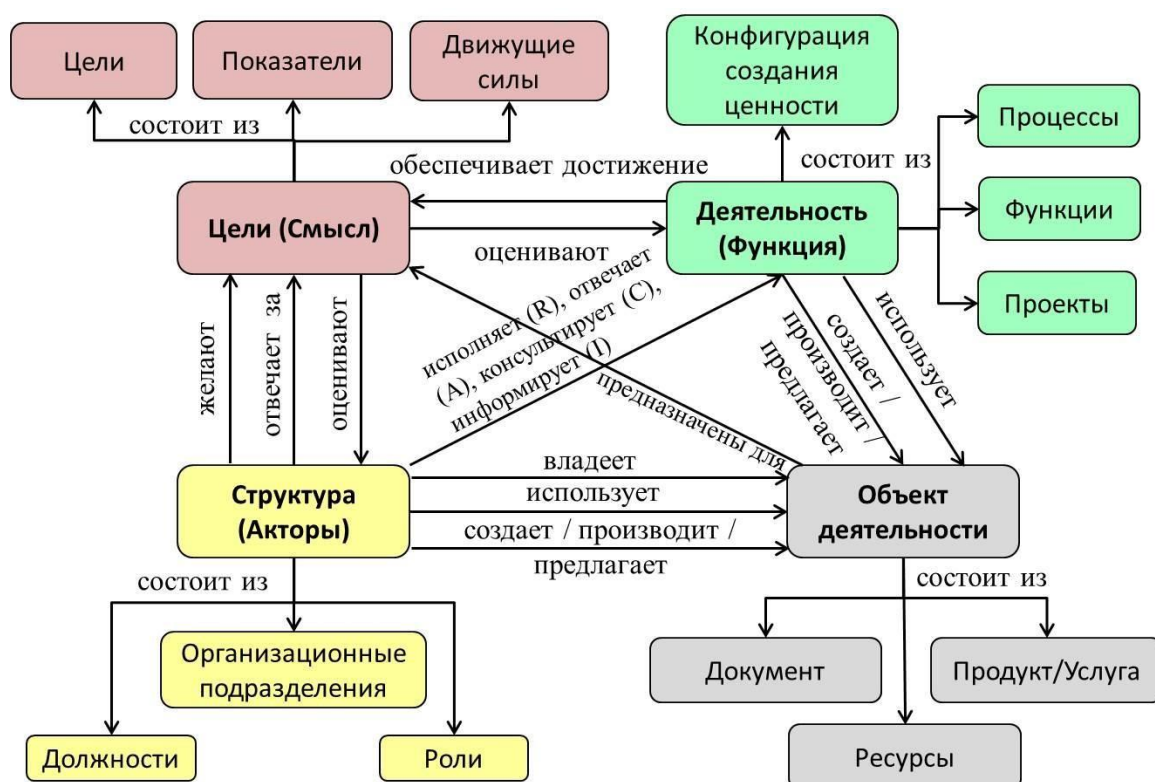 Цели
Показатели
Движущие
силы
Конфигурация
создания
ценности
Процессы
состоит из
состоит из
обеспечивает достижение
Функции
Цели (Смысл)
Деятельность
(Функция)
оценивают
Проекты
желают
отвечает за
оценивают
исполняет (R), отвечает
(A), консультирует (C),
информирует (I)
предназначены для
создает /
производит /
предлагает
использует
Структура
(Акторы)
владеет
использует
создает / производит /
предлагает
Объект
деятельности
состоит из
состоит из
Организационные
подразделения
Документ
Продукт/Услуга
Должности
Роли
Ресурсы